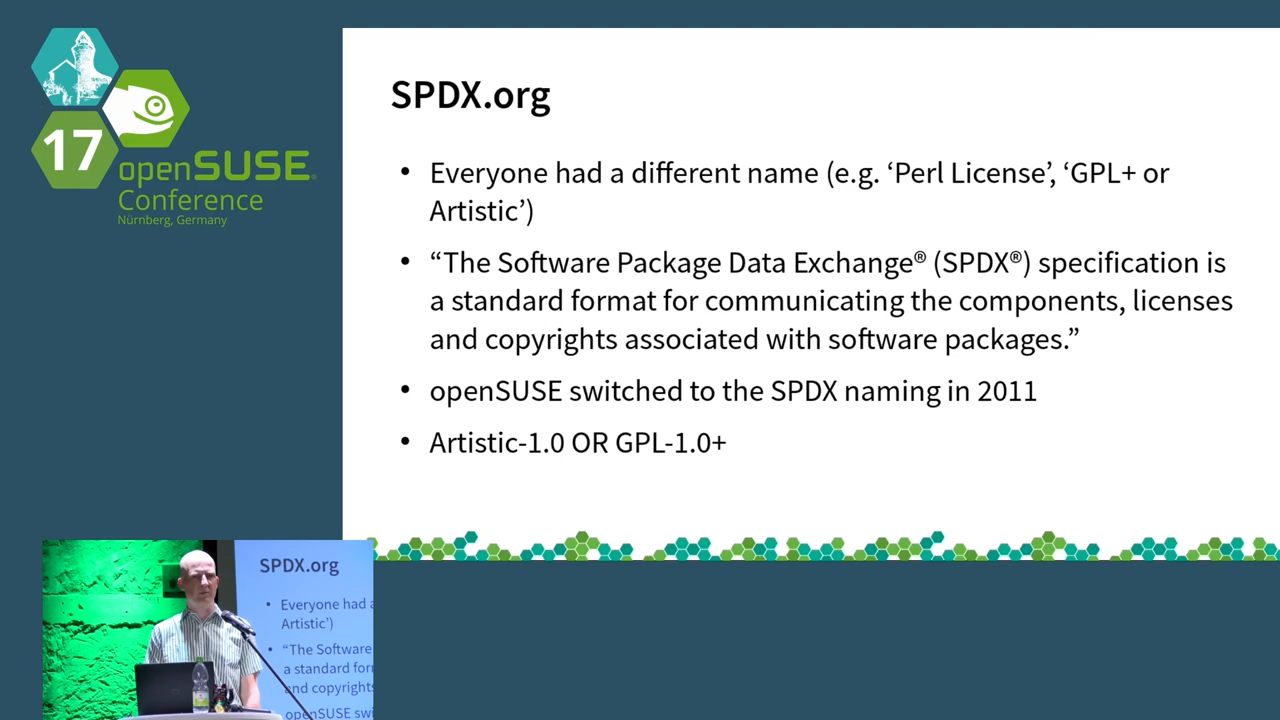 17
openSUSE
Conference
Nürnberg, Germany
SPDX.org
• Everyone had a different name (e.g. ‘Perl License’, ‘GPL+ or
Artistic’)
• “The Software Package Data Exchange® (SPDX®) specification is
a standard format for communicating the components, licenses
and copyrights associated with software packages.”
• openSUSE switched to the SPDX naming in 2011
• Artistic-1.0 OR GPL-1.0+
SPDX.org
• Everyone had a
Artistic’)
• “The Software
a standard for
and copyrights
openSUSE swi